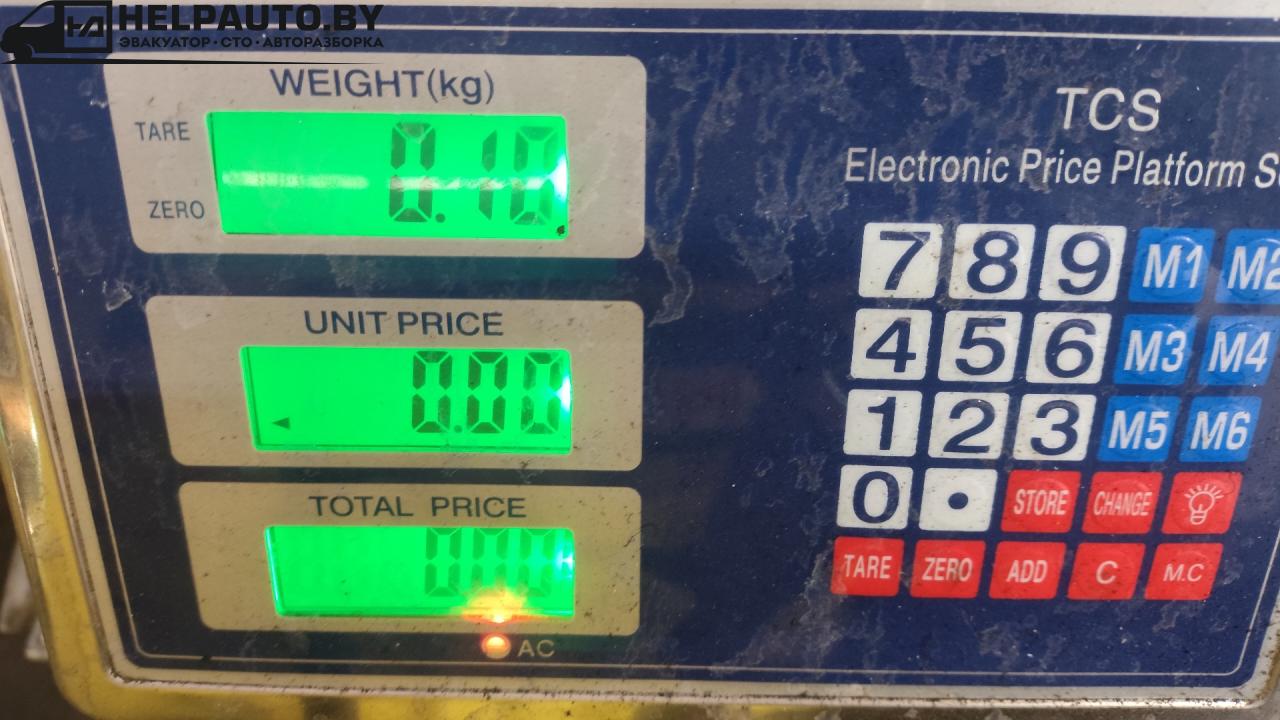 HELPAUTO.BY
ЭВАКУАТОР · СТО · АВТОРАЗБОРКА
WEIGHT(kg)
TARE
ZERO
0.10
UNIT PRICE
0.00
TOTAL PRICE
000
AC
TCS
Electronic Price Platform
7 8 9 M1 M2
4 5 6 M3 M4
1 2 3 M5 M6
0 . STORE CHANGE
TARE ZERO ADD C M.C